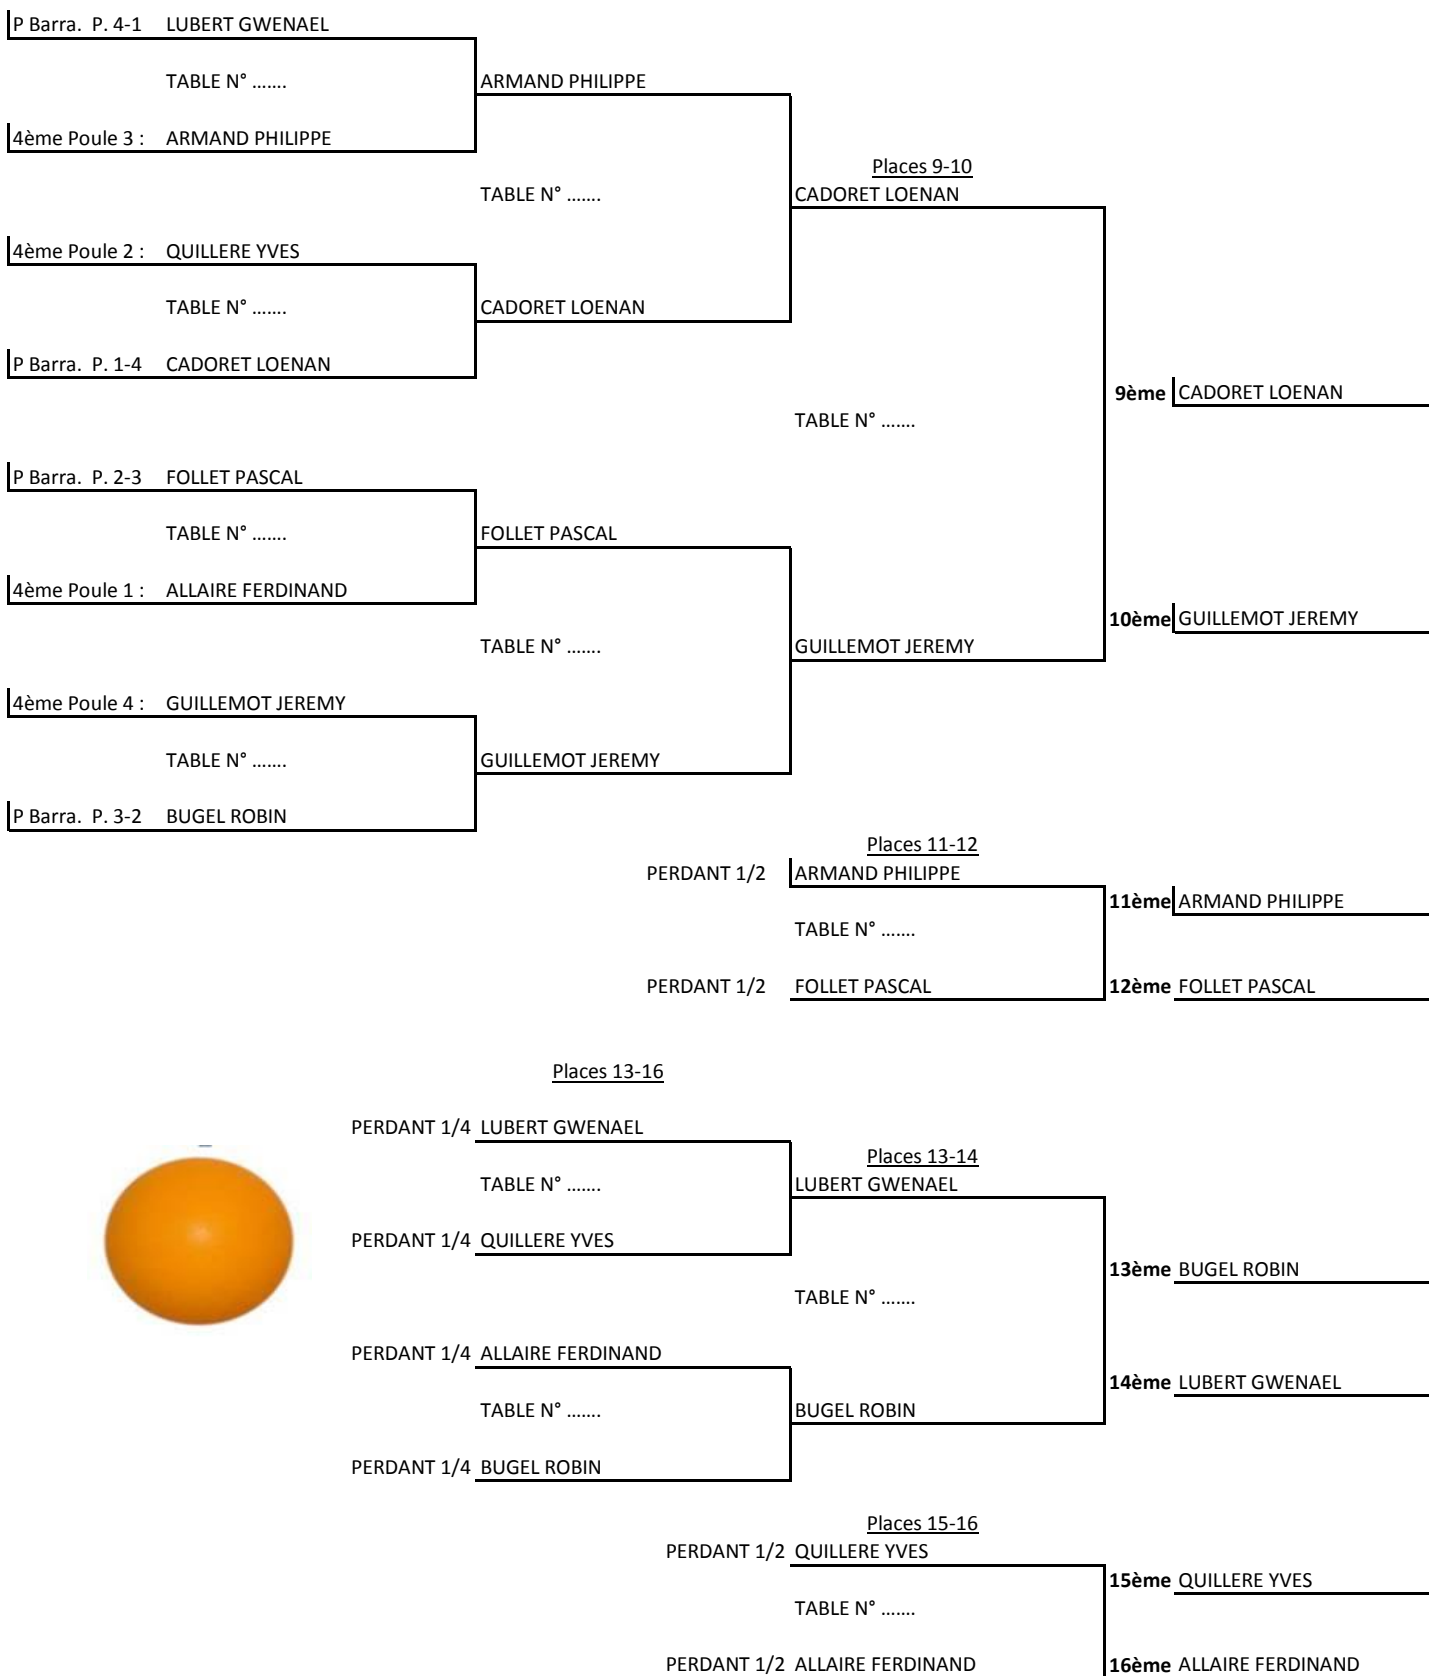 P Barra.  P. 4-1 LUBERT GWENAEL
TABLE N° ....... ARMAND PHILIPPE
4ème Poule 3 : ARMAND PHILIPPE
Places 9-10
TABLE N° ....... CADORET LOENAN
4ème Poule 2 : QUILLERE YVES
TABLE N° ....... CADORET LOENAN
P Barra.  P. 1-4 CADORET LOENAN
9ème CADORET LOENAN
TABLE N° .......
P Barra.  P. 2-3 FOLLET PASCAL
TABLE N° ....... FOLLET PASCAL
4ème Poule 1 : ALLAIRE FERDINAND
10ème GUILLEMOT JEREMY
TABLE N° ....... GUILLEMOT JEREMY
4ème Poule 4 : GUILLEMOT JEREMY
TABLE N° ....... GUILLEMOT JEREMY
P Barra.  P. 3-2 BUGEL ROBIN
Places 11-12
PERDANT 1/2 ARMAND PHILIPPE
11ème ARMAND PHILIPPE
TABLE N° .......
PERDANT 1/2 FOLLET PASCAL 12ème FOLLET PASCAL
Places 13-16
PERDANT 1/4 LUBERT GWENAEL
Places 13-14
TABLE N° ....... LUBERT GWENAEL
PERDANT 1/4 QUILLERE YVES
13ème BUGEL ROBIN
TABLE N° .......
PERDANT 1/4 ALLAIRE FERDINAND
14ème LUBERT GWENAEL
TABLE N° ....... BUGEL ROBIN
PERDANT 1/4 BUGEL ROBIN
Places 15-16
PERDANT 1/2 QUILLERE YVES
15ème QUILLERE YVES
TABLE N° .......
PERDANT 1/2 ALLAIRE FERDINAND 16ème ALLAIRE FERDINAND